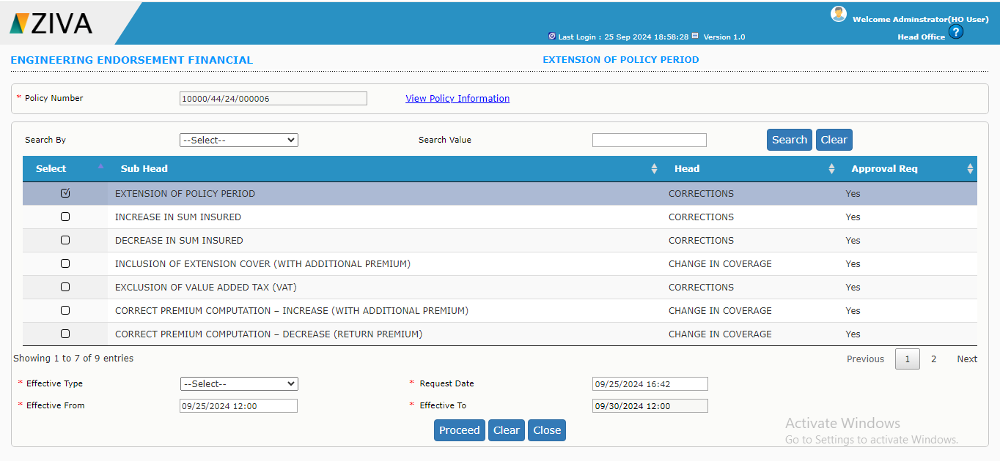 ZIVA
Welcome Adminstrator(HO User)
Last Login : 25 Sep 2024 18:58:28 Version 1.0
Head Office ?
ENGINEERING ENDORSEMENT FINANCIAL EXTENSION OF POLICY PERIOD
* Policy Number 10000/44/24/000006 View Policy Information
Search By --Select-- Search Value Search Clear
Select Sub Head Head Approval Req
EXTENSION OF POLICY PERIOD CORRECTIONS Yes
INCREASE IN SUM INSURED CORRECTIONS Yes
DECREASE IN SUM INSURED CORRECTIONS Yes
INCLUSION OF EXTENSION COVER (WITH ADDITIONAL PREMIUM) CHANGE IN COVERAGE Yes
EXCLUSION OF VALUE ADDED TAX (VAT) CORRECTIONS Yes
CORRECT PREMIUM COMPUTATION – INCREASE (WITH ADDITIONAL PREMIUM) CHANGE IN COVERAGE Yes
CORRECT PREMIUM COMPUTATION – DECREASE (RETURN PREMIUM) CHANGE IN COVERAGE Yes
Showing 1 to 7 of 9 entries Previous 1 2 Next
* Effective Type --Select-- * Request Date 09/25/2024 16:42
* Effective From 09/25/2024 12:00 * Effective To 09/30/2024 12:00
Proceed Clear Close
Activate Windows
Go to Settings to activate Windows.